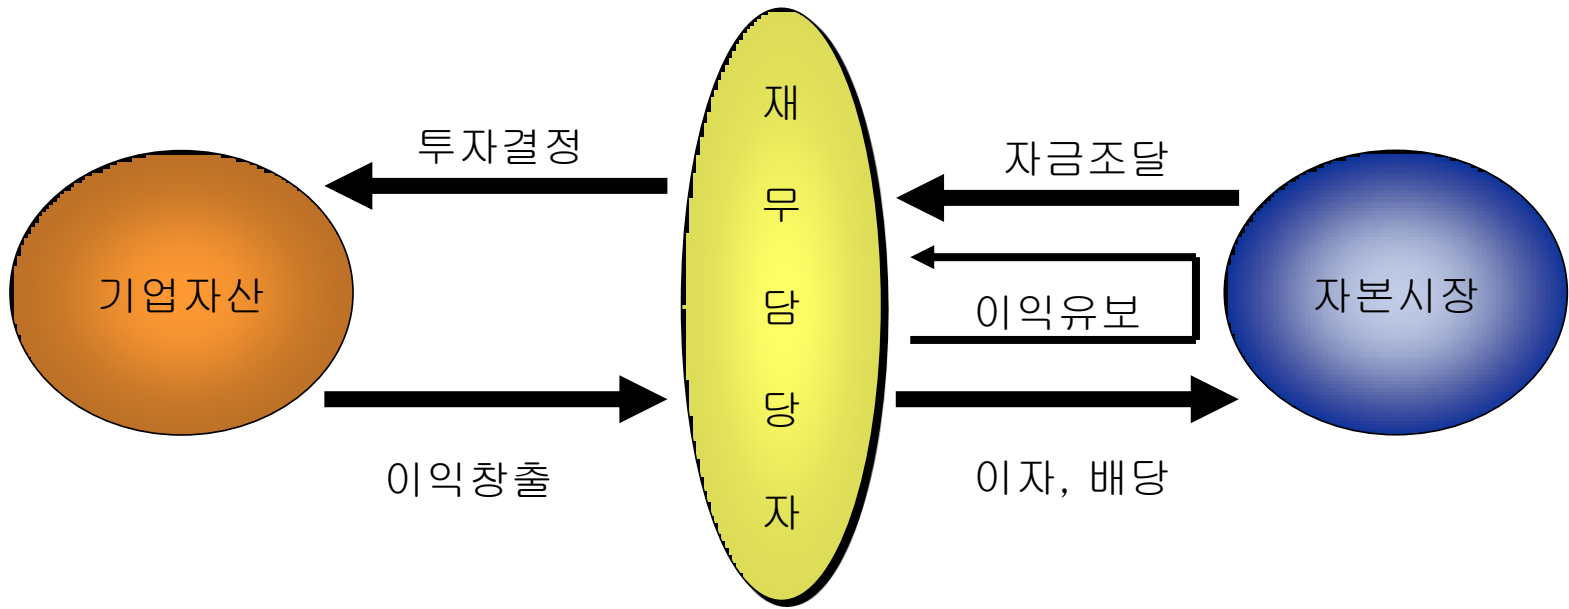 투자결정
기업자산
이익창출
재
무
담
당
자
자금조달
이익유보
이자, 배당
자본시장